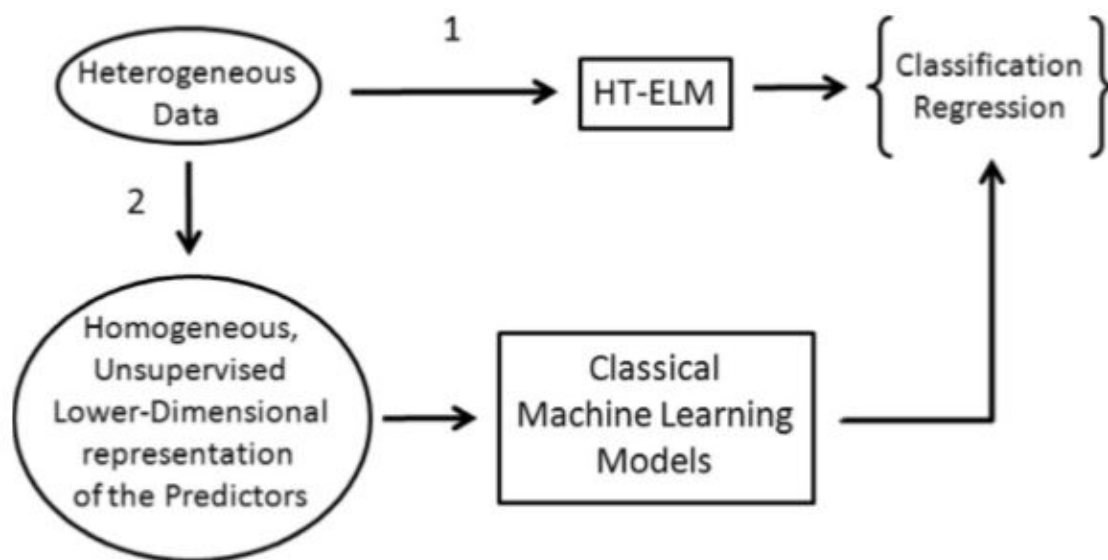 1
Heterogeneous
Data
HT-ELM
Classification
Regression
2
Homogeneous,
Unsupervised
Lower-Dimensional
representation
of the Predictors
Classical
Machine Learning
Models